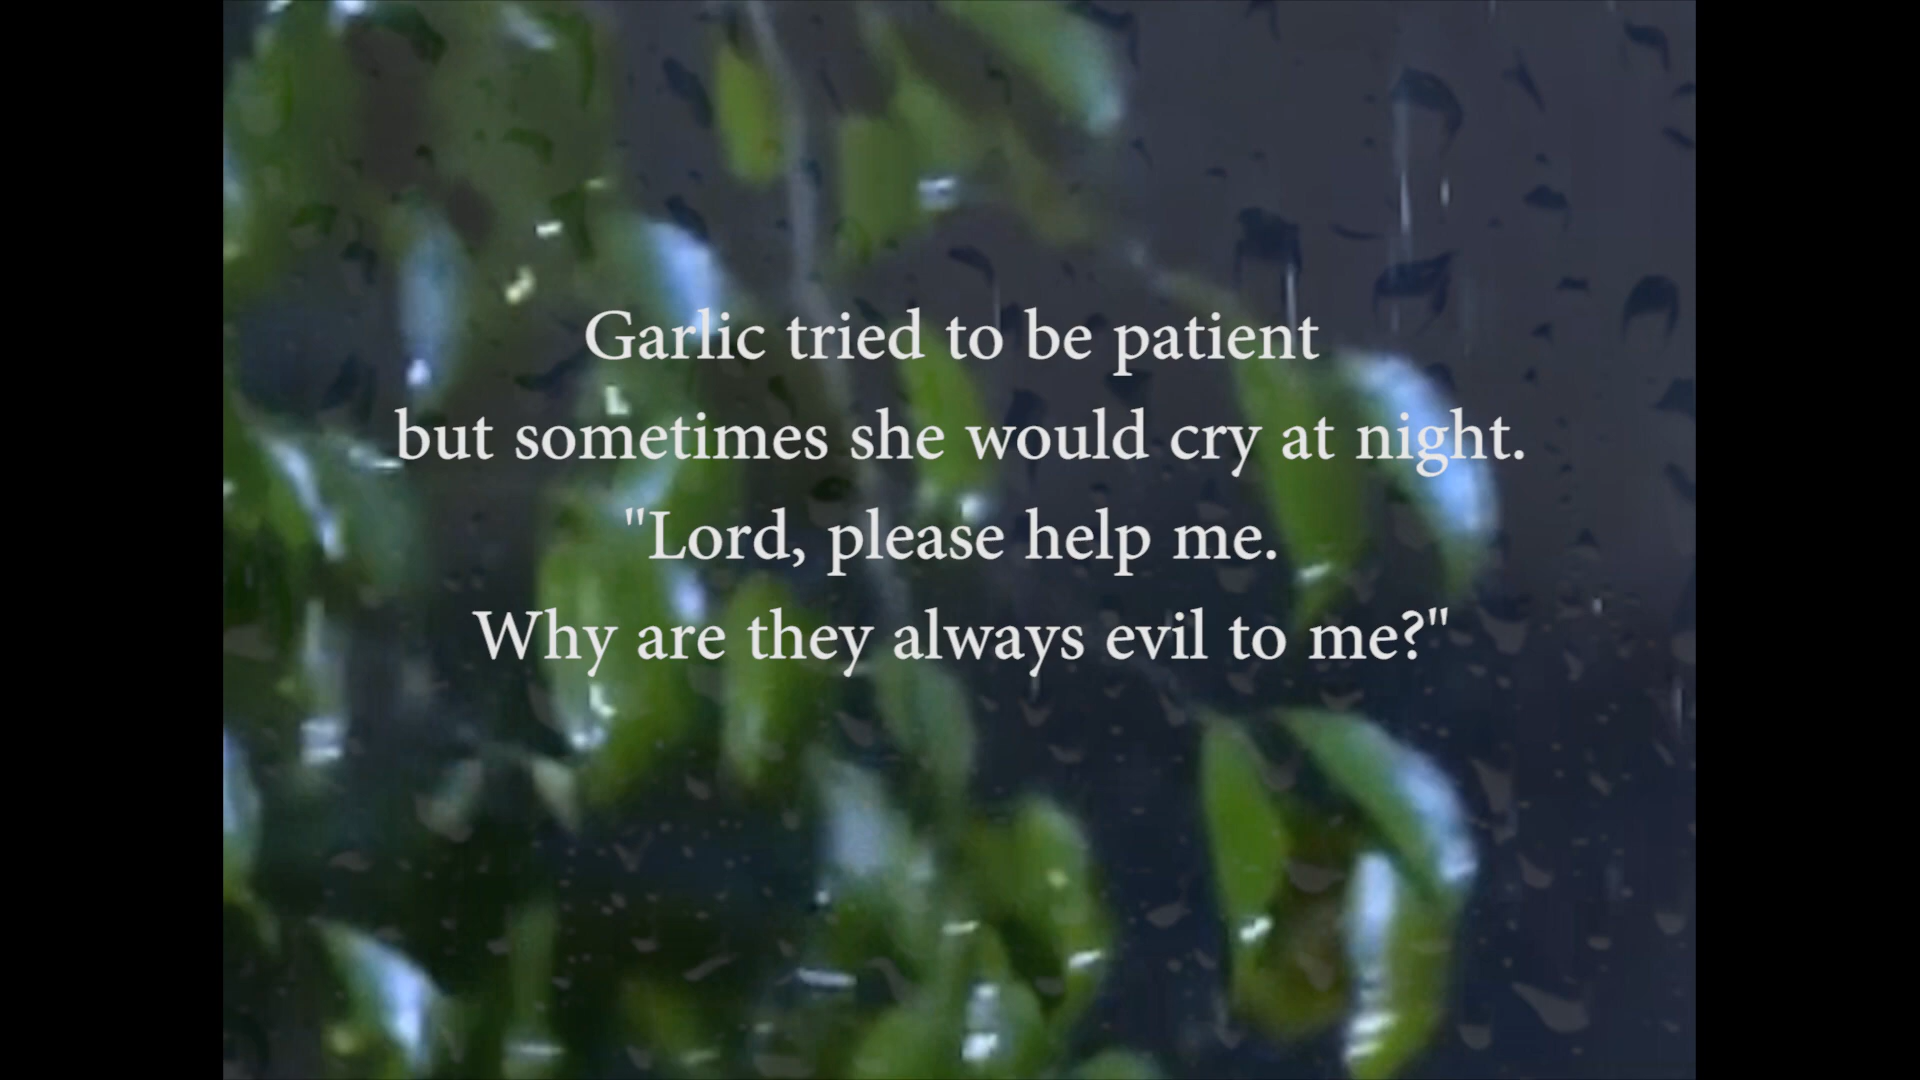 Garlic tried to be patient
but sometimes she would cry at night.
"Lord, please help me.
Why are they always evil to me?"